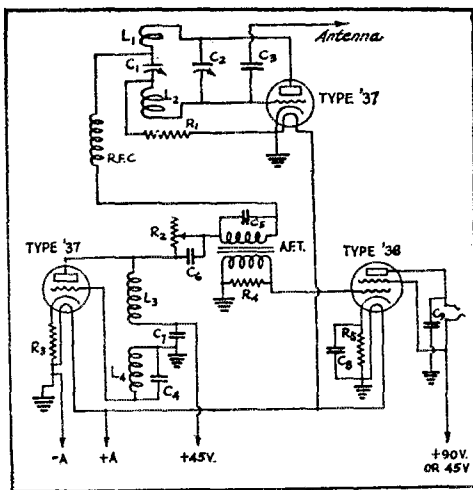 L1
Antenna
C1
C2
C3
L2
TYPE '37
R1
R.F.C
C5
R2
A.F.T.
TYPE '37
TYPE '38
C6
L3
R4
R3
C7
R5
C9
L4
C4
C8
-A
+A
+45V.
+90V.
OR 45V